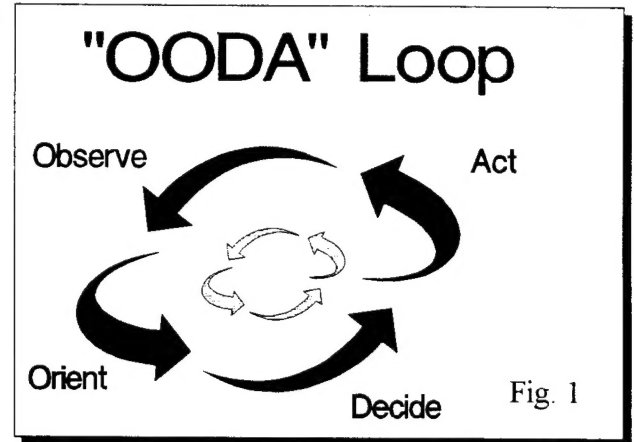 "OODA" Loop
Observe
Act
Orient
Decide
Fig. 1